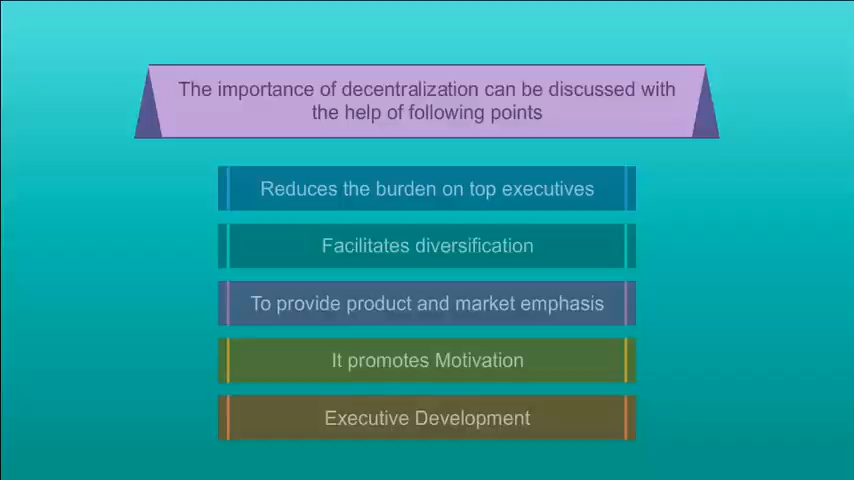 The importance of decentralization can be discussed with
the help of following points
Reduces the burden on top executives
Facilitates diversification
To provide product and market emphasis
It promotes Motivation
Executive Development